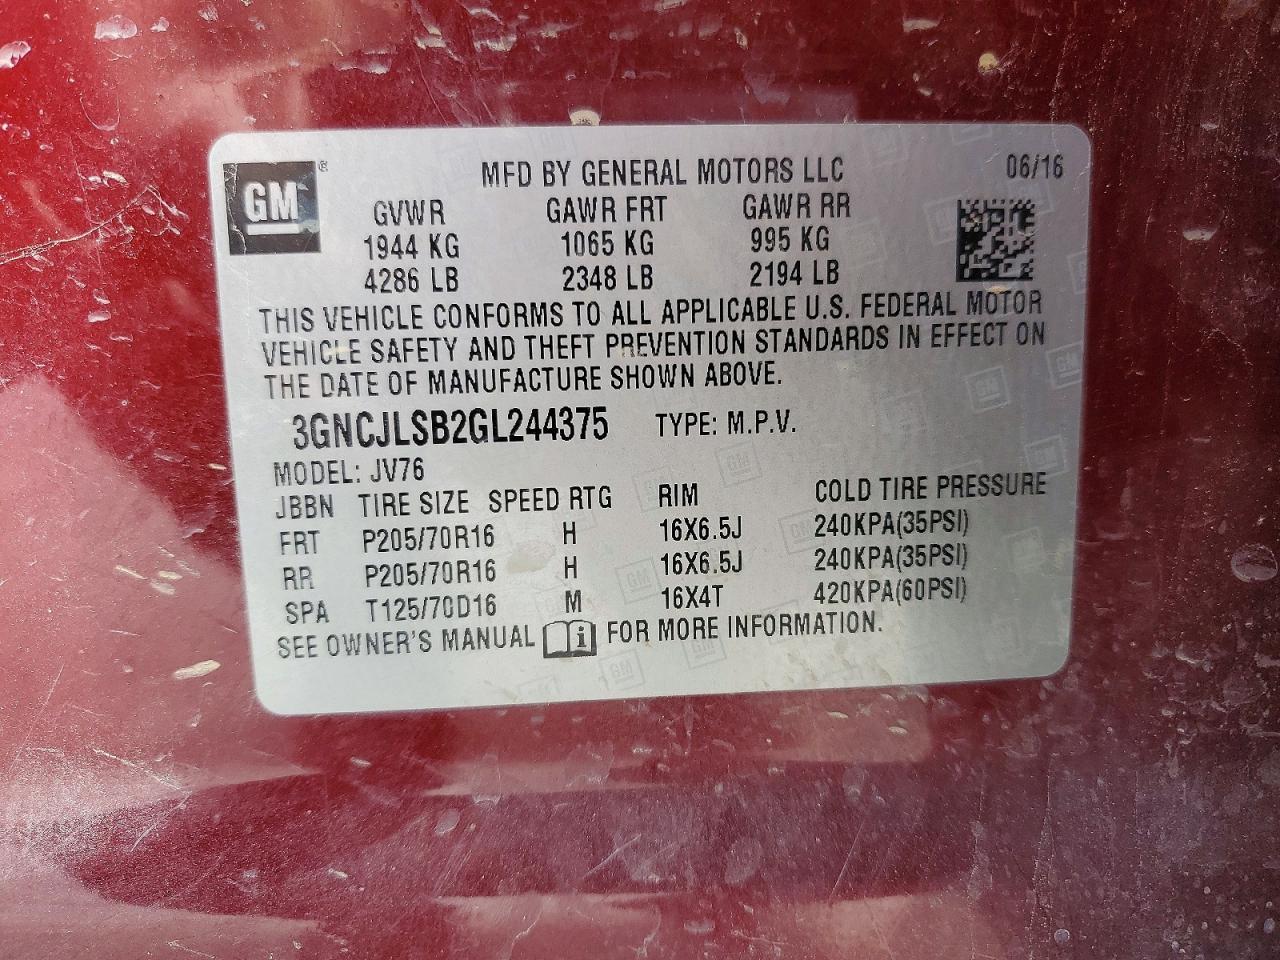 GM® MFD BY GENERAL MOTORS LLC 06/16
GVWR GAWR FRT GAWR RR
1944 KG 1065 KG 995 KG
4286 LB 2348 LB 2194 LB
THIS VEHICLE CONFORMS TO ALL APPLICABLE U.S. FEDERAL MOTOR
VEHICLE SAFETY AND THEFT PREVENTION STANDARDS IN EFFECT ON
THE DATE OF MANUFACTURE SHOWN ABOVE.
3GNCJLSB2GL244375 TYPE: M.P.V.
MODEL: JV76
JBBN TIRE SIZE SPEED RTG RIM COLD TIRE PRESSURE
FRT P205/70R16 H 16X6.5J 240KPA(35PSI)
RR P205/70R16 H 16X6.5J 240KPA(35PSI)
SPA T125/70D16 M 16X4T 420KPA(60PSI)
SEE OWNER'S MANUAL i FOR MORE INFORMATION.